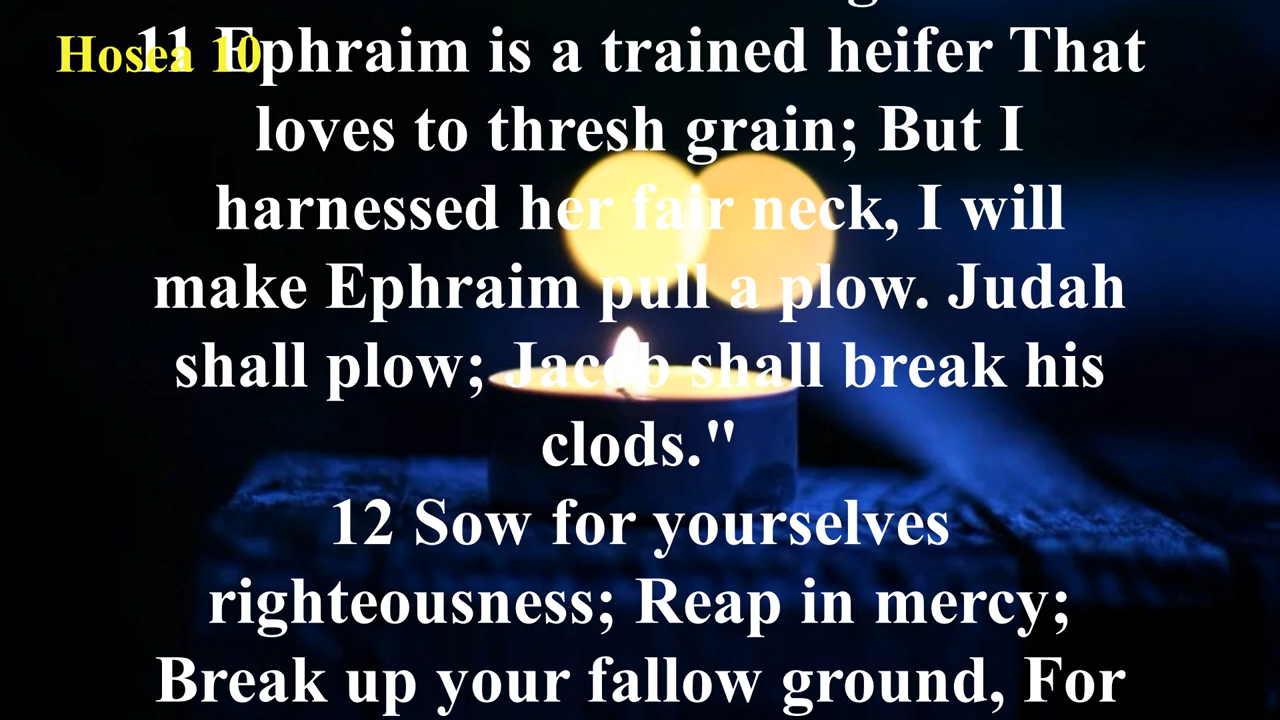 Hosea 10
11 Ephraim is a trained heifer That
loves to thresh grain; But I
harnessed her fair neck, I will
make Ephraim pull a plow. Judah
shall plow; Jacob shall break his
clods."
12 Sow for yourselves
righteousness; Reap in mercy;
Break up your fallow ground, For